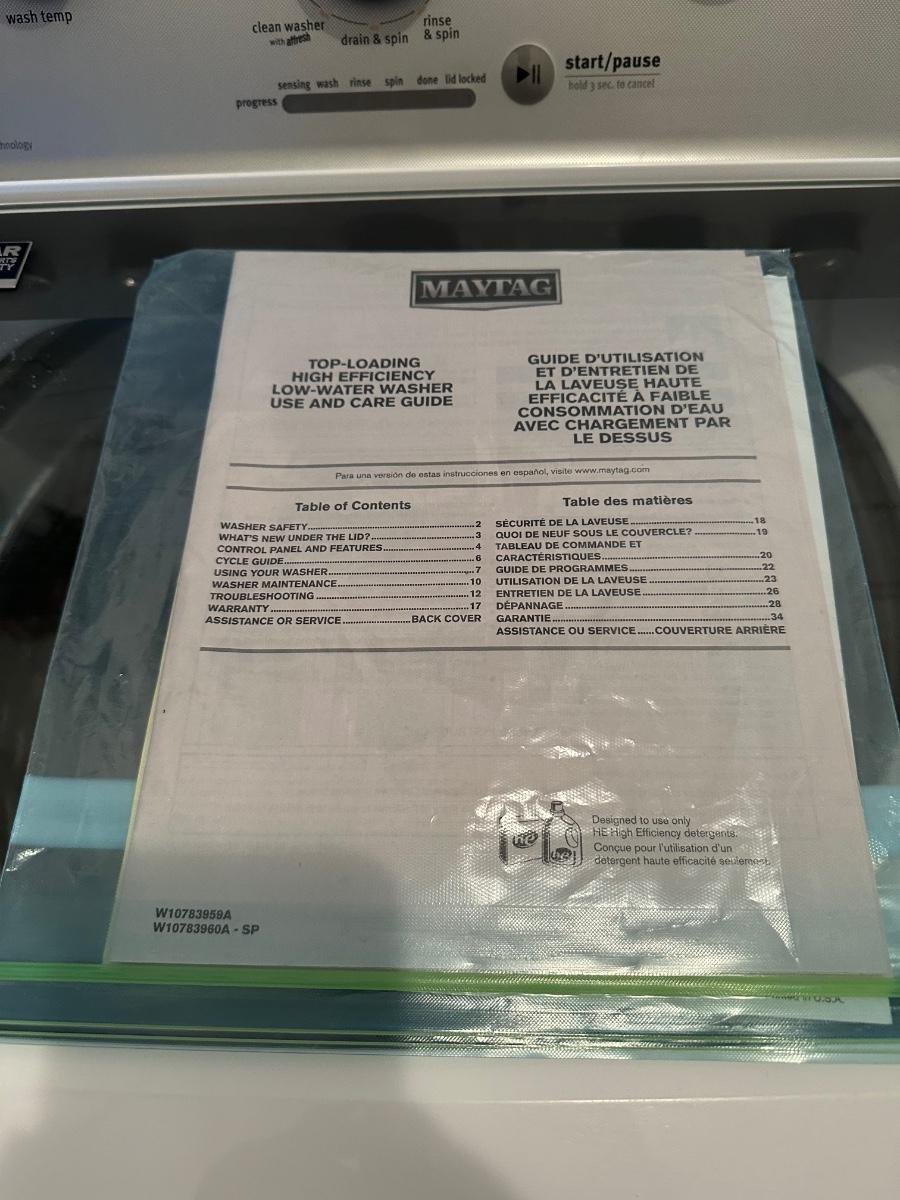 wash temp
clean washer
with affresh
drain & spin
rinse
& spin
sensing wash rinse spin done lid locked
progress
start/pause
hold 3 sec. to cancel
MAYTAG
TOP-LOADING
HIGH EFFICIENCY
LOW-WATER WASHER
USE AND CARE GUIDE
GUIDE D'UTILISATION
ET D'ENTRETIEN DE
LA LAVEUSE HAUTE
EFFICACITÉ À FAIBLE
CONSOMMATION D'EAU
AVEC CHARGEMENT PAR
LE DESSUS
Para una versión de estas instrucciones en español, visite www.maytag.com
Table of Contents
WASHER SAFETY 2
WHAT'S NEW UNDER THE LID? 3
CONTROL PANEL AND FEATURES 4
CYCLE GUIDE 6
USING YOUR WASHER 7
WASHER MAINTENANCE 10
TROUBLESHOOTING 12
WARRANTY 17
ASSISTANCE OR SERVICE BACK COVER
Table des matières
SÉCURITÉ DE LA LAVEUSE 18
QUOI DE NEUF SOUS LE COUVERCLE? 19
TABLEAU DE COMMANDE ET
CARACTÉRISTIQUES 20
GUIDE DE PROGRAMMES 22
UTILISATION DE LA LAVEUSE 23
ENTRETIEN DE LA LAVEUSE 26
DÉPANNAGE 28
GARANTIE 34
ASSISTANCE OU SERVICE COUVERTURE ARRIÈRE
Designed to use only
HE High Efficiency detergents.
Conçue pour l'utilisation d'un
détergent haute efficacité seulement.
W10783959A
W10783960A - SP
in U.S.A.